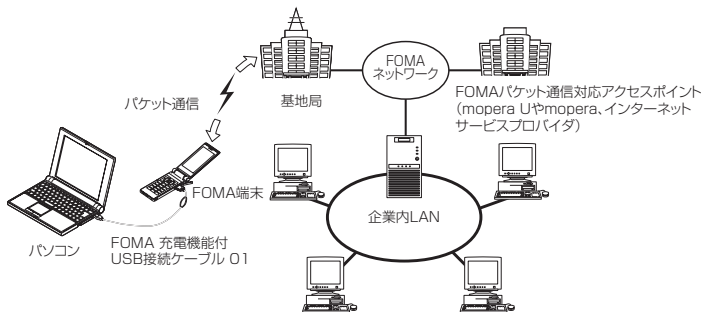 FOMA
ネットワーク
パケット通信
基地局
FOMAパケット通信対応アクセスポイント
（mopera Uやmopera、インターネット
サービスプロバイダ）
FOMA端末
企業内LAN
パソコン
FOMA 充電機能付
USB接続ケーブル 01